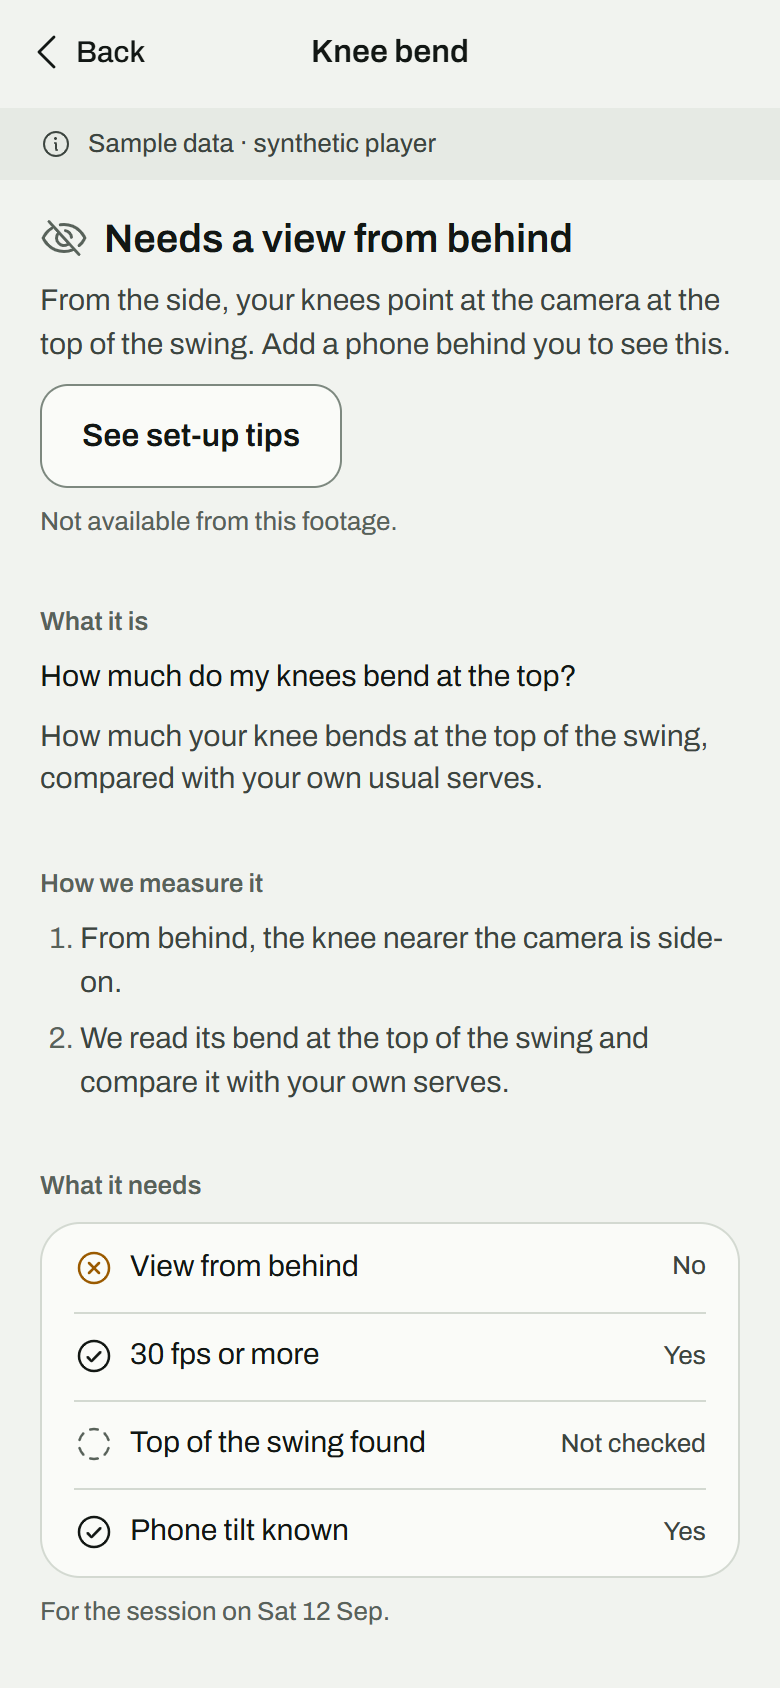 Back
Knee bend
Sample data · synthetic player
Needs a view from behind
From the side, your knees point at the camera at the
top of the swing. Add a phone behind you to see this.
See set-up tips
Not available from this footage.
What it is
How much do my knees bend at the top?
How much your knee bends at the top of the swing,
compared with your own usual serves.
How we measure it
1. From behind, the knee nearer the camera is side-
on.
2. We read its bend at the top of the swing and
compare it with your own serves.
What it needs
View from behind No
30 fps or more Yes
Top of the swing found Not checked
Phone tilt known Yes
For the session on Sat 12 Sep.